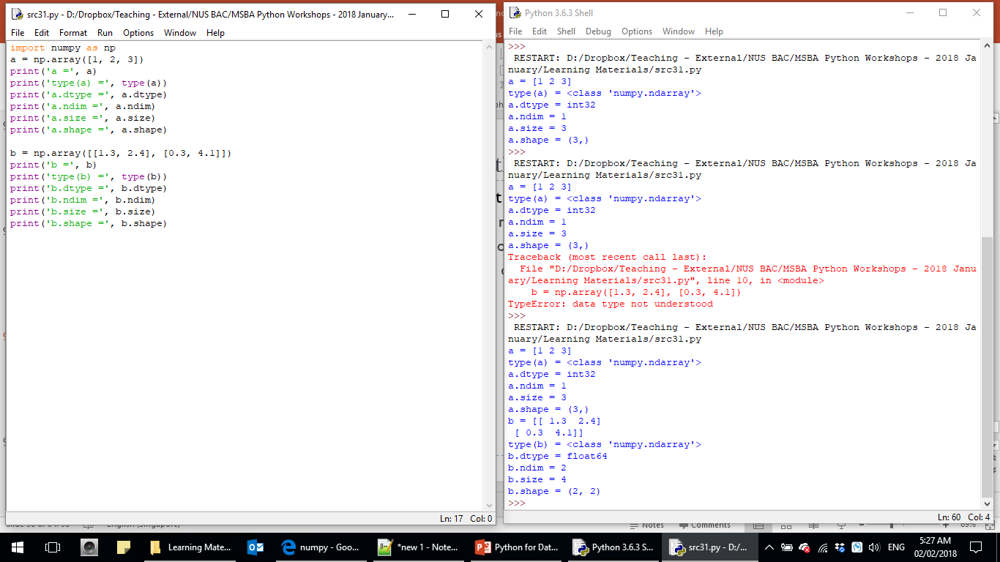 src31.py - D:/Dropbox/Teaching - External/NUS BAC/MSBA Python Workshops - 2018 January...
File Edit Format Run Options Window Help
import numpy as np
a = np.array([1, 2, 3])
print('a =', a)
print('type(a) =', type(a))
print('a.dtype =', a.dtype)
print('a.ndim =', a.ndim)
print('a.size =', a.size)
print('a.shape =', a.shape)
b = np.array([[1.3, 2.4], [0.3, 4.1]])
print('b =', b)
print('type(b) =', type(b))
print('b.dtype =', b.dtype)
print('b.ndim =', b.ndim)
print('b.size =', b.size)
print('b.shape =', b.shape)
Ln: 17 Col: 0
Python 3.6.3 Shell
File Edit Shell Debug Options Window Help
>>>
RESTART: D:/Dropbox/Teaching - External/NUS BAC/MSBA Python Workshops - 2018 Ja
nuary/Learning Materials/src31.py
a = [1 2 3]
type(a) = <class 'numpy.ndarray'>
a.dtype = int32
a.ndim = 1
a.size = 3
a.shape = (3,)
>>>
RESTART: D:/Dropbox/Teaching - External/NUS BAC/MSBA Python Workshops - 2018 Ja
nuary/Learning Materials/src31.py
a = [1 2 3]
type(a) = <class 'numpy.ndarray'>
a.dtype = int32
a.ndim = 1
a.size = 3
a.shape = (3,)
Traceback (most recent call last):
File "D:/Dropbox/Teaching - External/NUS BAC/MSBA Python Workshops - 2018 Janu
ary/Learning Materials/src31.py", line 10, in <module>
b = np.array([1.3, 2.4], [0.3, 4.1])
TypeError: data type not understood
>>>
RESTART: D:/Dropbox/Teaching - External/NUS BAC/MSBA Python Workshops - 2018 Ja
nuary/Learning Materials/src31.py
a = [1 2 3]
type(a) = <class 'numpy.ndarray'>
a.dtype = int32
a.ndim = 1
a.size = 3
a.shape = (3,)
b = [[ 1.3  2.4]
[ 0.3  4.1]]
type(b) = <class 'numpy.ndarray'>
b.dtype = float64
b.ndim = 2
b.size = 4
b.shape = (2, 2)
>>>
Ln: 60 Col: 4
English (Singapore) Notes Comments 69%
Learning Mate... numpy - Goo... *new 1 - Note... Python for Dat... Python 3.6.3 S... src31.py - D:/... ENG
5:27 AM
02/02/2018